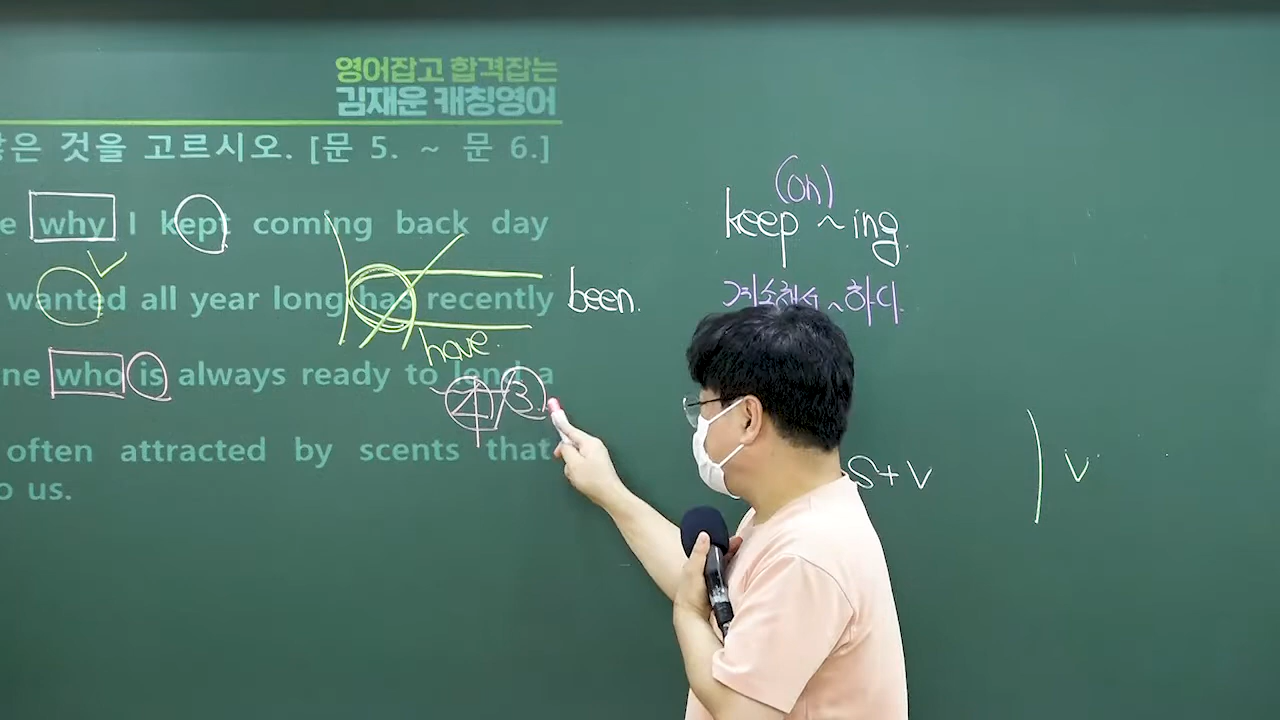 영어잡고 합격잡는
김재운 캐칭영어
은 것을 고르시오. [문 5. ~ 문 6.]
(on)
e why I kept coming back day
keep ~ing.
wanted all year long has recently
been.
계속해서 ~하다.
have.
ne who is always ready to lend a
4 3
often attracted by scents that
S+V
V
o us.